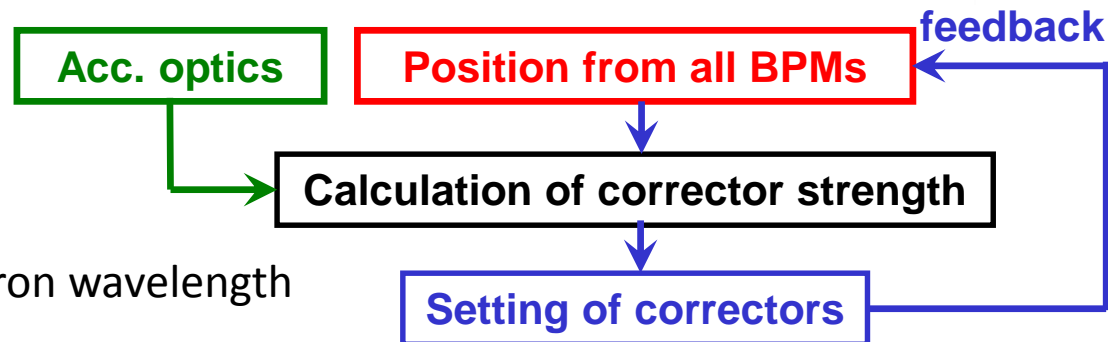 feedback
Acc. optics
Position from all BPMs
Calculation of corrector strength
ron wavelength
Setting of correctors